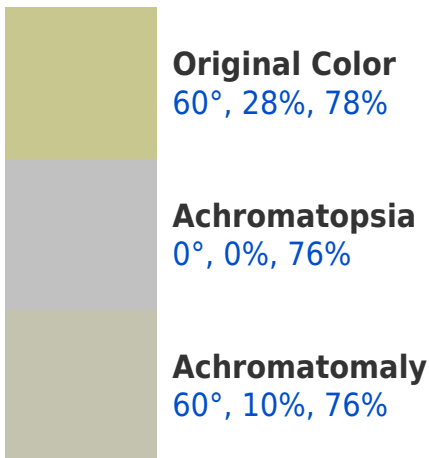 Original Color
60°, 28%, 78%
Achromatopsia
0°, 0%, 76%
Achromatomaly
60°, 10%, 76%